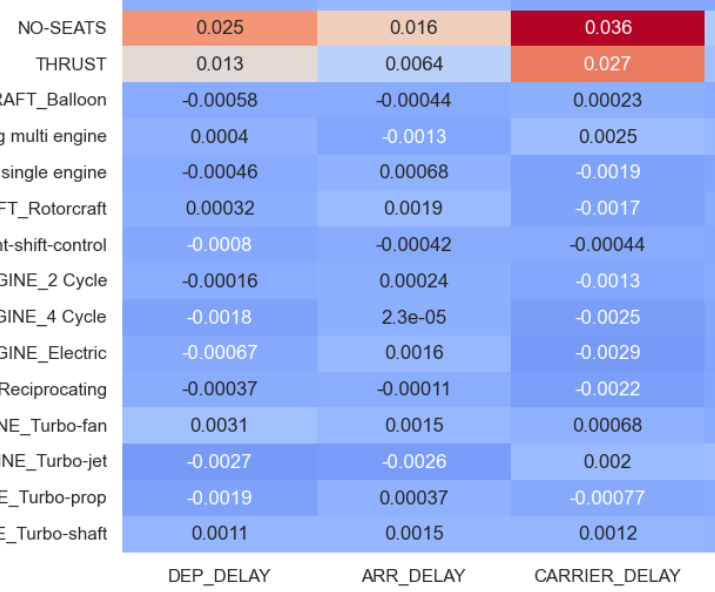 NO-SEATS 0.025 0.016 0.036
THRUST 0.013 0.0064 0.027
RAFT_Balloon -0.00058 -0.00044 0.00023
g multi engine 0.0004 -0.0013 0.0025
single engine -0.00046 0.00068 -0.0019
FT_Rotorcraft 0.00032 0.0019 -0.0017
nt-shift-control -0.0008 -0.00042 -0.00044
GINE_2 Cycle -0.00016 0.00024 -0.0013
GINE_4 Cycle -0.0018 2.3e-05 -0.0025
GINE_Electric -0.00067 0.0016 -0.0029
Reciprocating -0.00037 -0.00011 -0.0022
NE_Turbo-fan 0.0031 0.0015 0.00068
INE_Turbo-jet -0.0027 -0.0026 0.002
E_Turbo-prop -0.0019 0.00037 -0.00077
E_Turbo-shaft 0.0011 0.0015 0.0012
DEP_DELAY ARR_DELAY CARRIER_DELAY